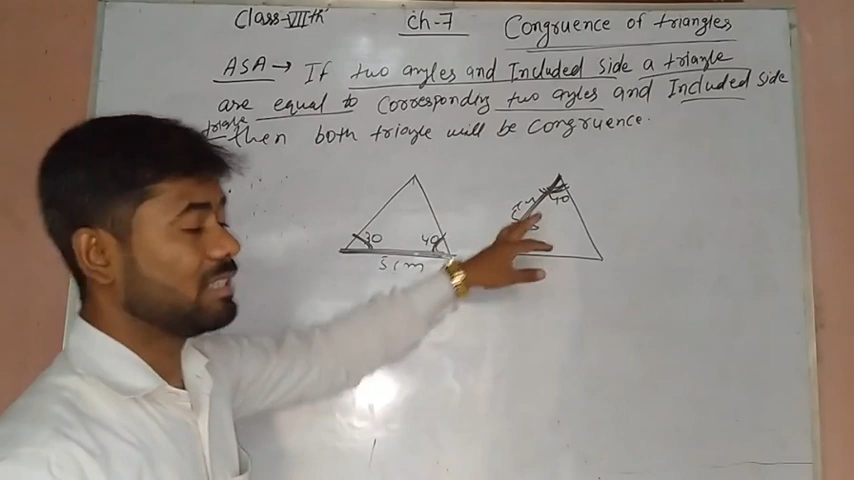 Class-VIIth Ch-7 Congruence of triangles
ASA → If two angles and Included side a triangle
are equal to Corresponding two angles and Included side
triangle then both triangle will be congruence.
30 40 40
5cm